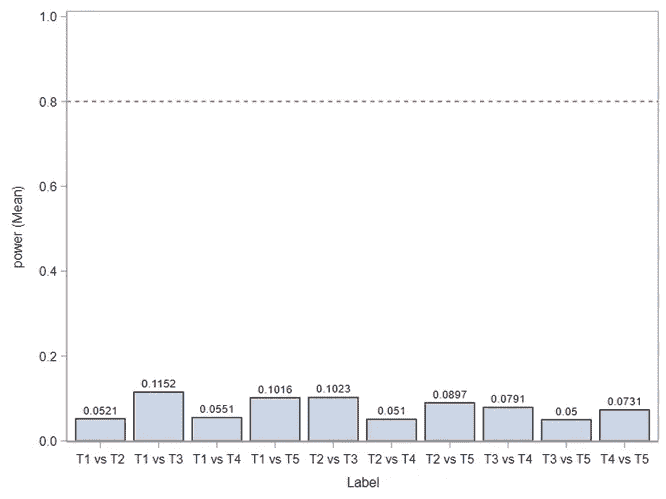 1.0
0.8
0.6
0.4
0.2
0.0
power (Mean)
0.0521
0.1152
0.0551
0.1016
0.1023
0.051
0.0897
0.0791
0.05
0.0731
T1 vs T2
T1 vs T3
T1 vs T4
T1 vs T5
T2 vs T3
T2 vs T4
T2 vs T5
T3 vs T4
T3 vs T5
T4 vs T5
Label